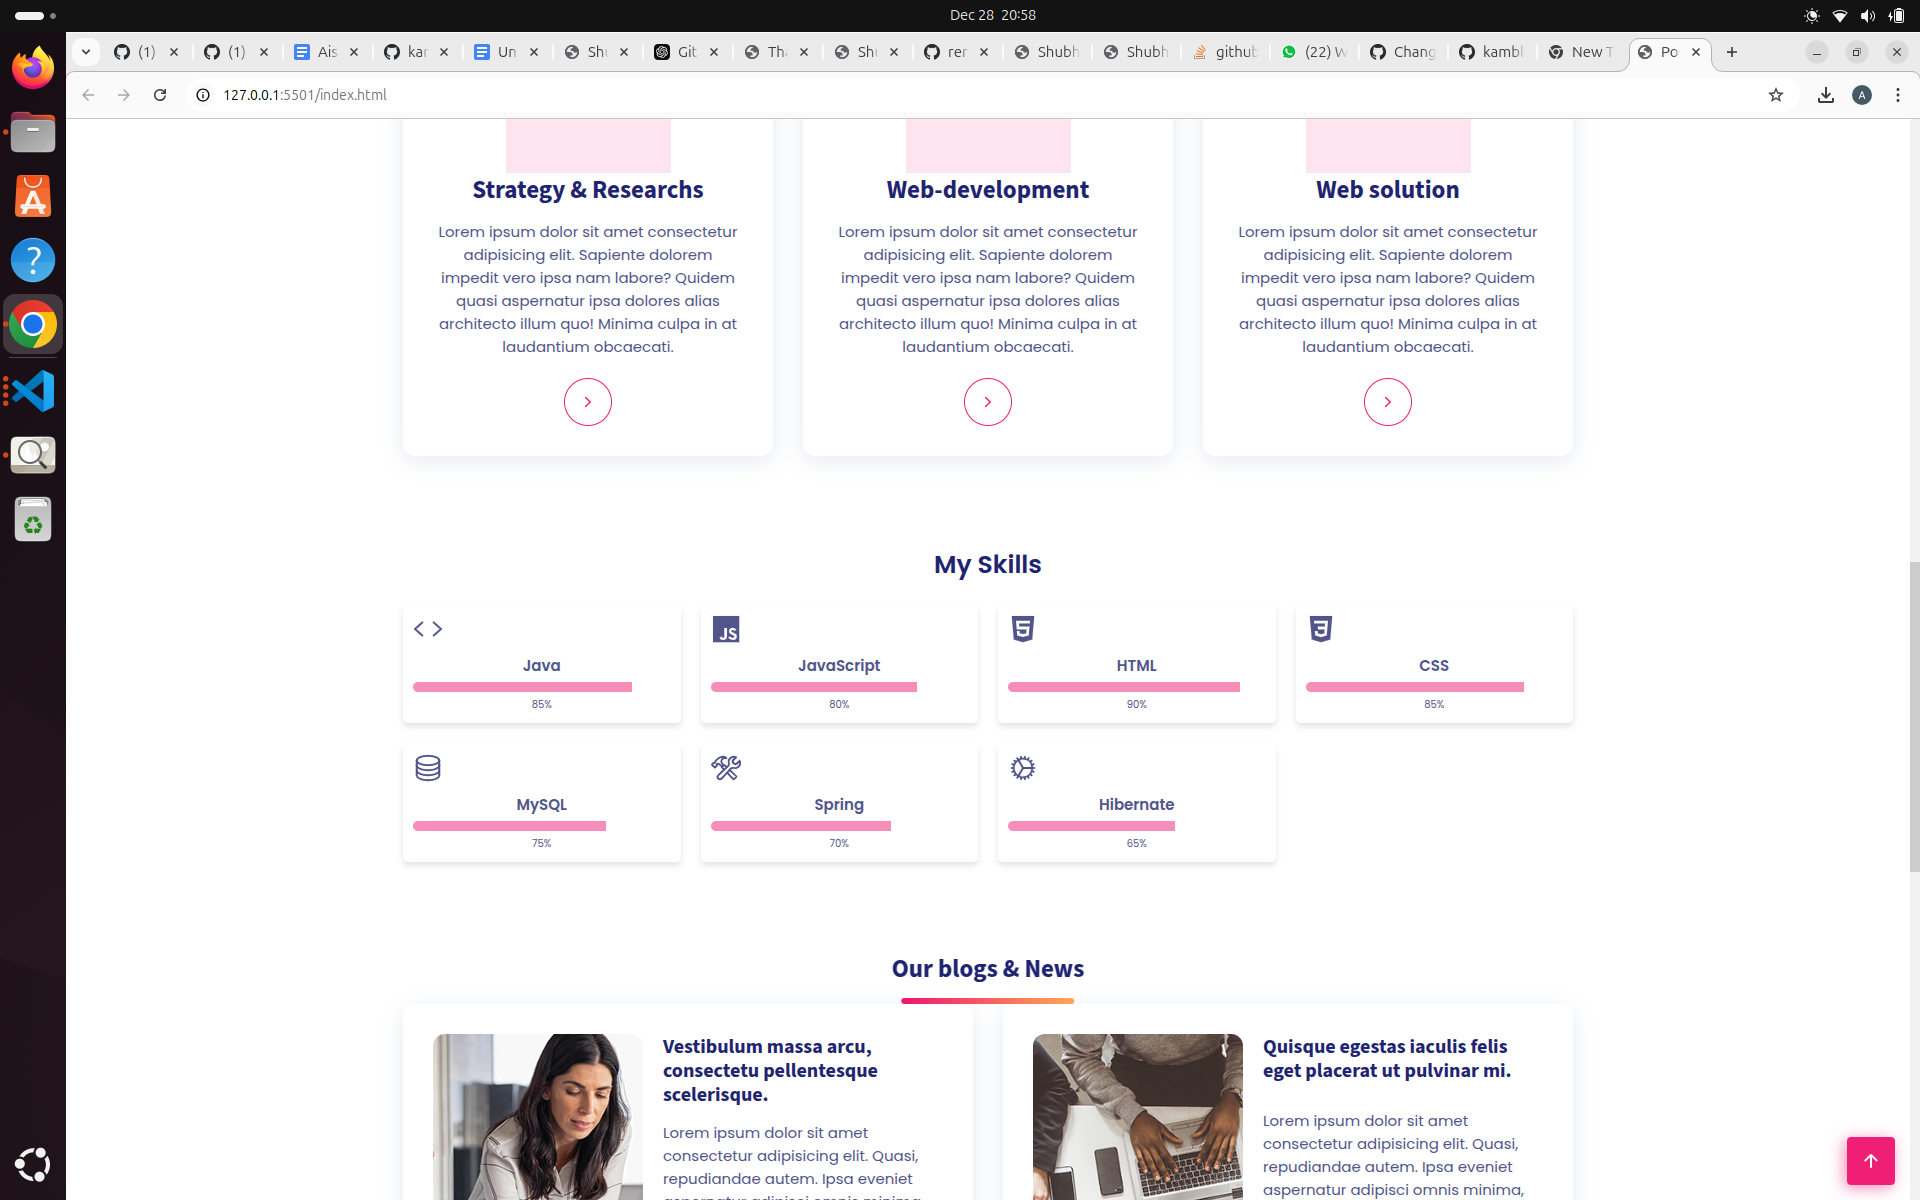 Dec 28 20:58
(1) (1) Ais kar Un Shu Git Tha Shu rer Shubh Shubh github (22) W Chang kambl New T Po
127.0.0.1:5501/index.html
A
Strategy & Researchs
Lorem ipsum dolor sit amet consectetur
adipisicing elit. Sapiente dolorem
impedit vero ipsa nam labore? Quidem
quasi aspernatur ipsa dolores alias
architecto illum quo! Minima culpa in at
laudantium obcaecati.
Web-development
Lorem ipsum dolor sit amet consectetur
adipisicing elit. Sapiente dolorem
impedit vero ipsa nam labore? Quidem
quasi aspernatur ipsa dolores alias
architecto illum quo! Minima culpa in at
laudantium obcaecati.
Web solution
Lorem ipsum dolor sit amet consectetur
adipisicing elit. Sapiente dolorem
impedit vero ipsa nam labore? Quidem
quasi aspernatur ipsa dolores alias
architecto illum quo! Minima culpa in at
laudantium obcaecati.
My Skills
Java
85%
JS
JavaScript
80%
HTML
90%
CSS
85%
MySQL
75%
Spring
70%
Hibernate
65%
Our blogs & News
Vestibulum massa arcu,
consectetu pellentesque
scelerisque.
Lorem ipsum dolor sit amet
consectetur adipisicing elit. Quasi,
repudiandae autem. Ipsa eveniet
aspernatur adipisci omnis minima,
Quisque egestas iaculis felis
eget placerat ut pulvinar mi.
Lorem ipsum dolor sit amet
consectetur adipisicing elit. Quasi,
repudiandae autem. Ipsa eveniet
aspernatur adipisci omnis minima,